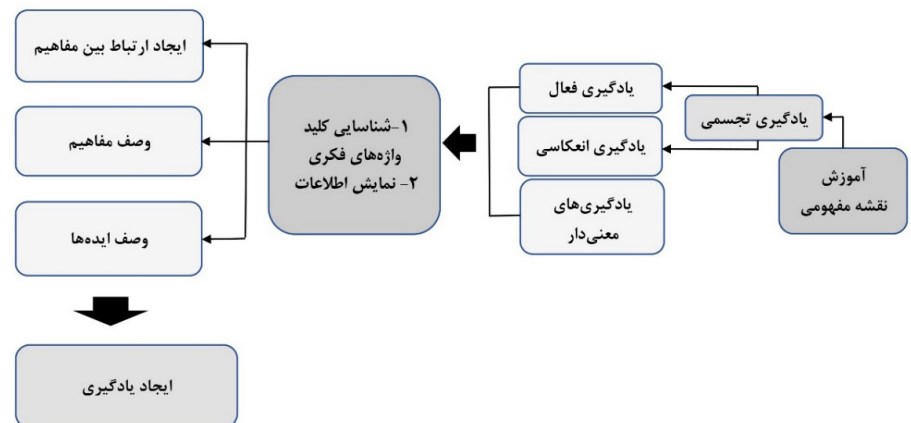 آموزش
نقشه مفهومی
یادگیری تجسمی
یادگیری فعال
یادگیری انعکاسی
یادگیری‌های
معنی‌دار
۱-شناسایی کلید
واژه‌های فکری
۲- نمایش اطلاعات
ایجاد ارتباط بین مفاهیم
وصف مفاهیم
وصف ایده‌ها
ایجاد یادگیری